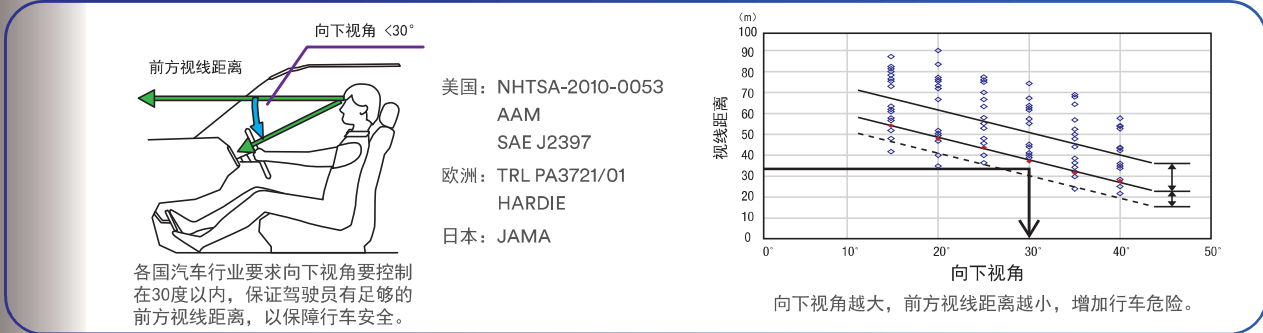 向下视角 <30°
前方视线距离
各国汽车行业要求向下视角要控制
在30度以内，保证驾驶员有足够的
前方视线距离，以保障行车安全。
美国：NHTSA-2010-0053
AAM
SAE J2397
欧洲：TRL PA3721/01
HARDIE
日本：JAMA
（m）
100
90
80
70
60
50
40
30
20
10
0
视线距离
0° 10° 20° 30° 40° 50°
向下视角
向下视角越大，前方视线距离越小，增加行车危险。